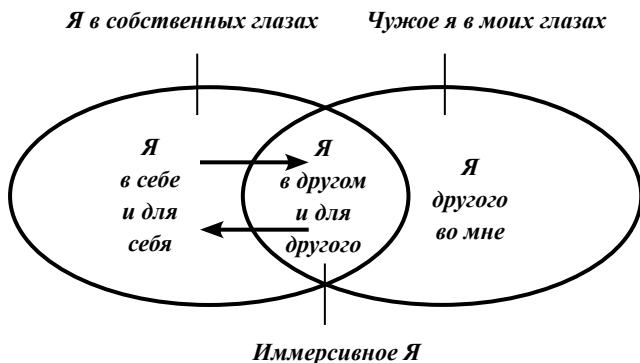 Я в собственных глазах
Чужое я в моих глазах
Я
в себе
и для
себя
Я
в другом
и для
другого
Я
другого
во мне
Иммерсивное Я